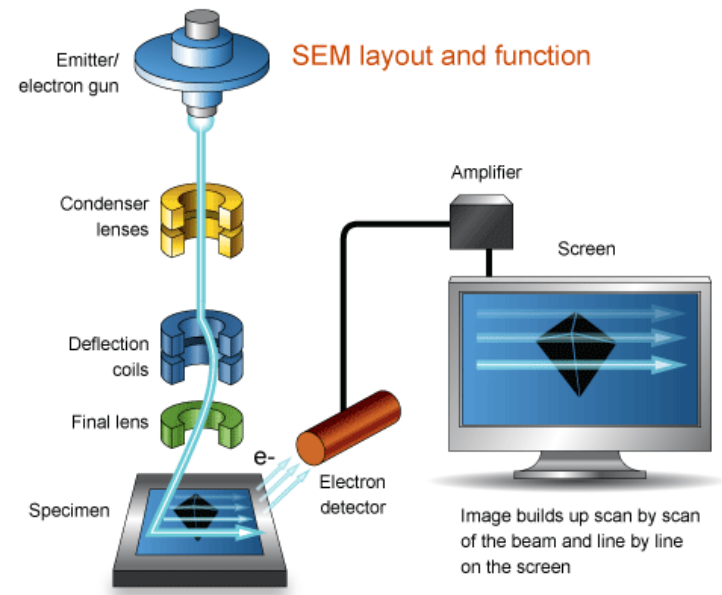 SEM layout and function
Emitter/
electron gun
Condenser
lenses
Deflection
coils
Final lens
Specimen
e-
Electron
detector
Amplifier
Screen
Image builds up scan by scan
of the beam and line by line
on the screen